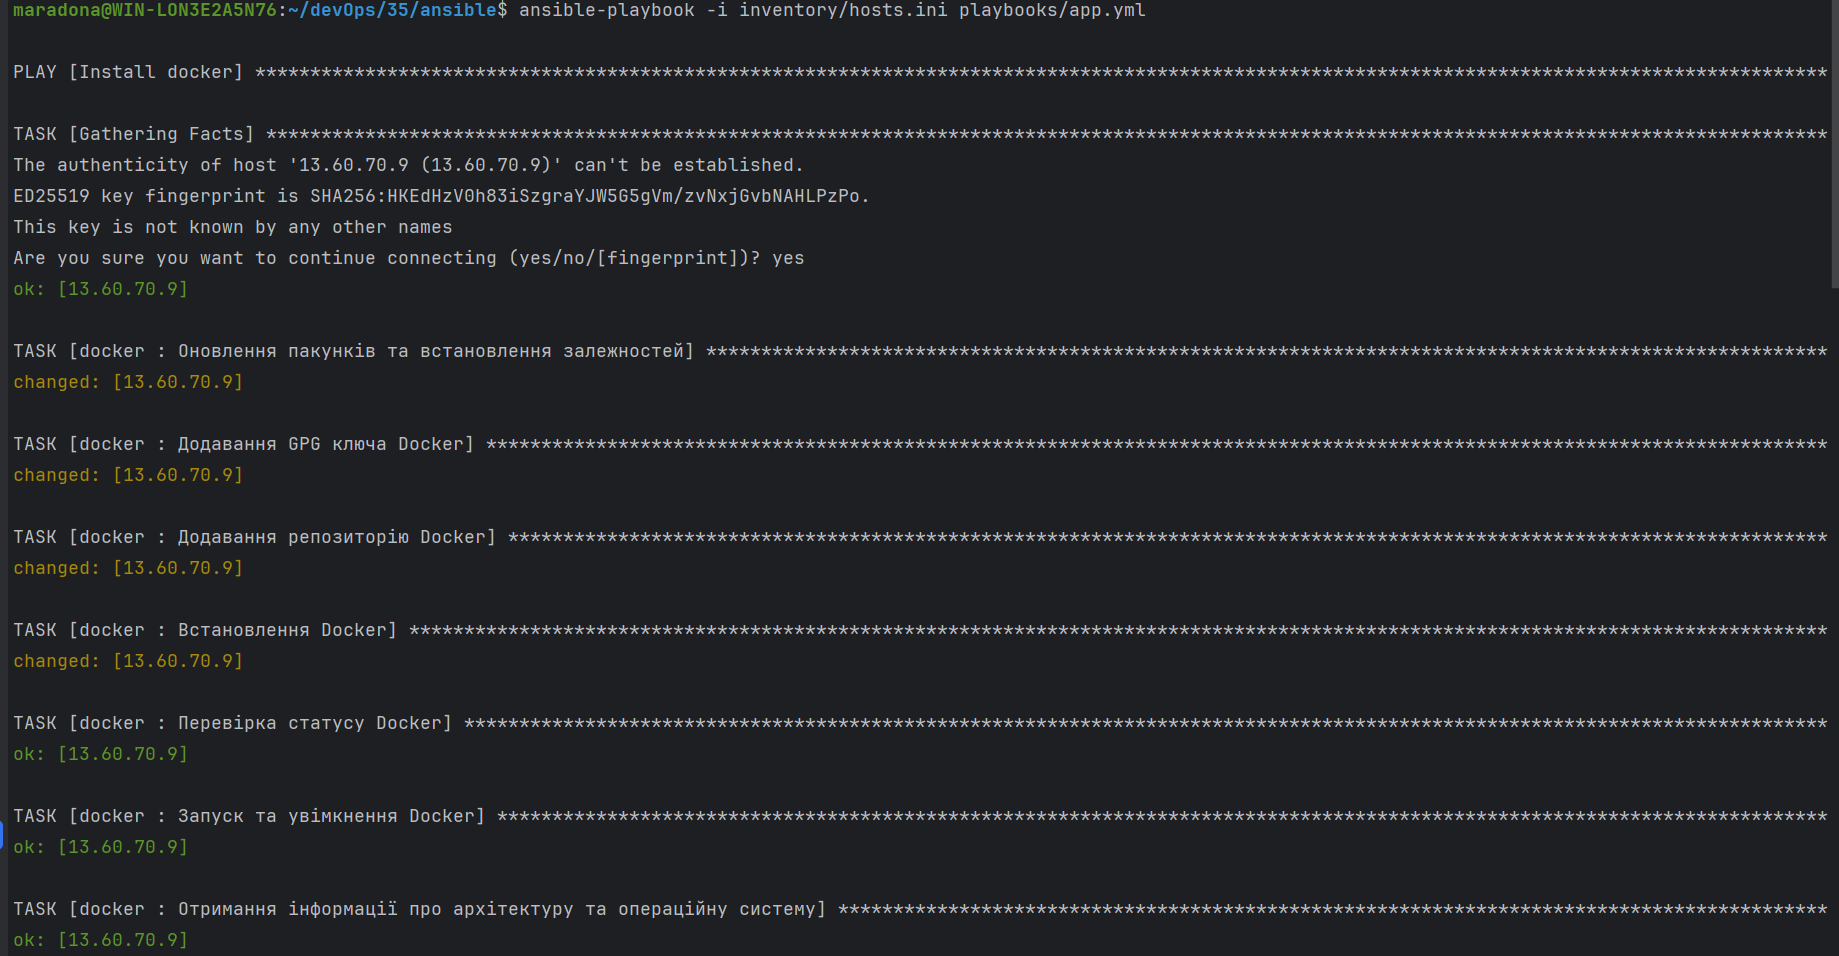 maradona@WIN-LON3E2A5N76:~/devOps/35/ansible$ ansible-playbook -i inventory/hosts.ini playbooks/app.yml
PLAY [Install docker] ***********************************************************************************************************************************************
TASK [Gathering Facts] **********************************************************************************************************************************************
The authenticity of host '13.60.70.9 (13.60.70.9)' can't be established.
ED25519 key fingerprint is SHA256:HKEdHzV0h83iSzgraYJW5G5gVm/zvNxjGvbNAHLPzPo.
This key is not known by any other names
Are you sure you want to continue connecting (yes/no/[fingerprint])? yes
ok: [13.60.70.9]
TASK [docker : Оновлення пакунків та встановлення залежностей] ******************************************************************************************************
changed: [13.60.70.9]
TASK [docker : Додавання GPG ключа Docker] **************************************************************************************************************************
changed: [13.60.70.9]
TASK [docker : Додавання репозиторію Docker] ************************************************************************************************************************
changed: [13.60.70.9]
TASK [docker : Встановлення Docker] *********************************************************************************************************************************
changed: [13.60.70.9]
TASK [docker : Перевірка статусу Docker] ****************************************************************************************************************************
ok: [13.60.70.9]
TASK [docker : Запуск та увімкнення Docker] *************************************************************************************************************************
ok: [13.60.70.9]
TASK [docker : Отримання інформації про архітектуру та операційну систему] ******************************************************************************************
ok: [13.60.70.9]